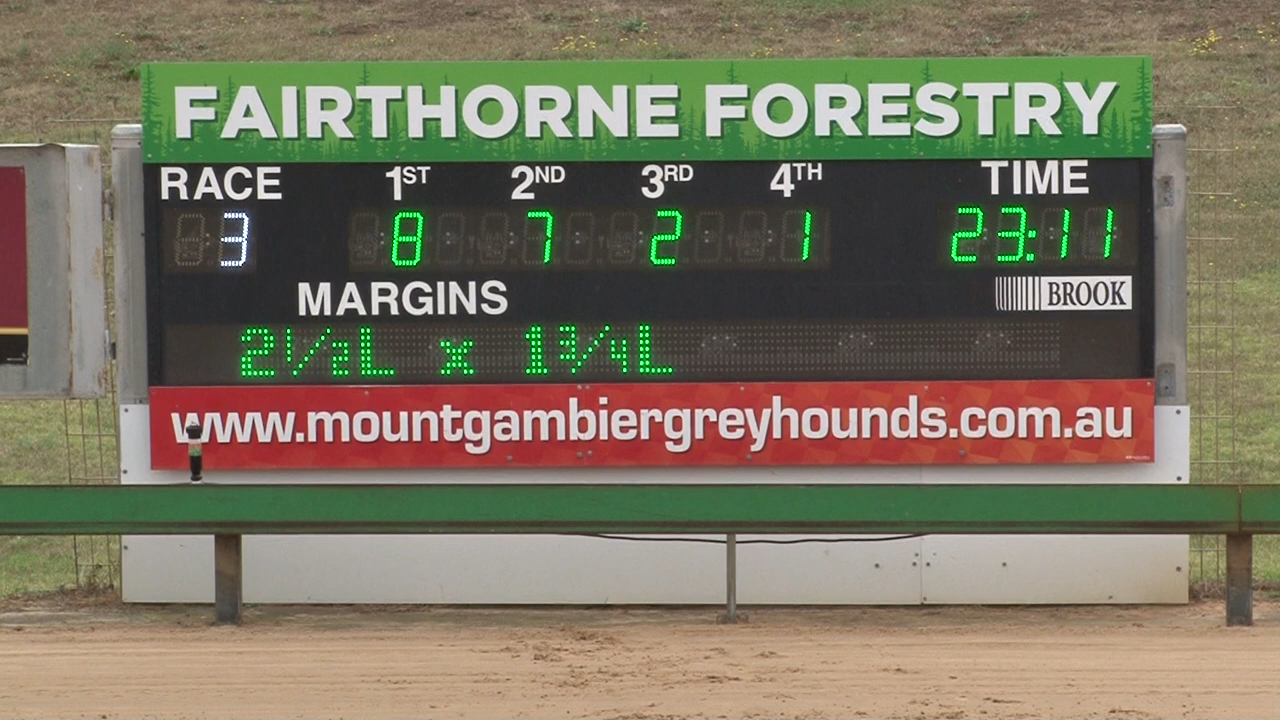 FAIRTHORNE FORESTRY
RACE 1ST 2ND 3RD 4TH TIME
3 8 7 2 1 23:11
MARGINS
BROOK
2½L x 1¾L
www.mountgambiergreyhounds.com.au